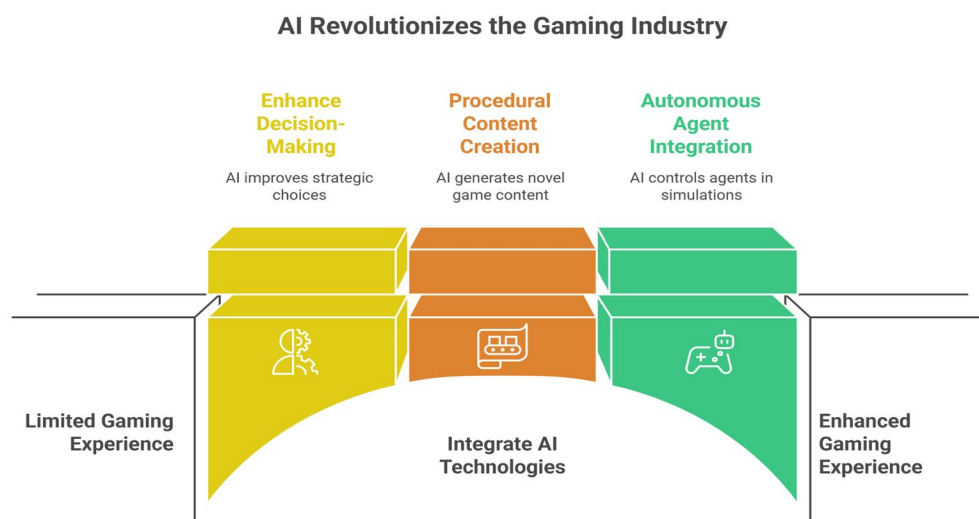 AI Revolutionizes the Gaming Industry
Enhance
Decision-
Making
AI improves strategic
choices
Procedural
Content
Creation
AI generates novel
game content
Autonomous
Agent
Integration
AI controls agents in
simulations
Limited Gaming
Experience
Integrate AI
Technologies
Enhanced
Gaming
Experience